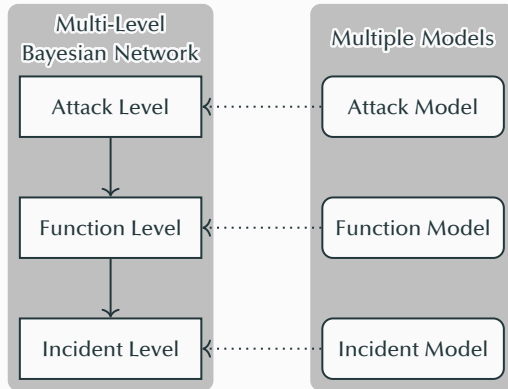 Multi-Level
Bayesian Network
Multiple Models
Attack Level
Attack Model
Function Level
Function Model
Incident Level
Incident Model